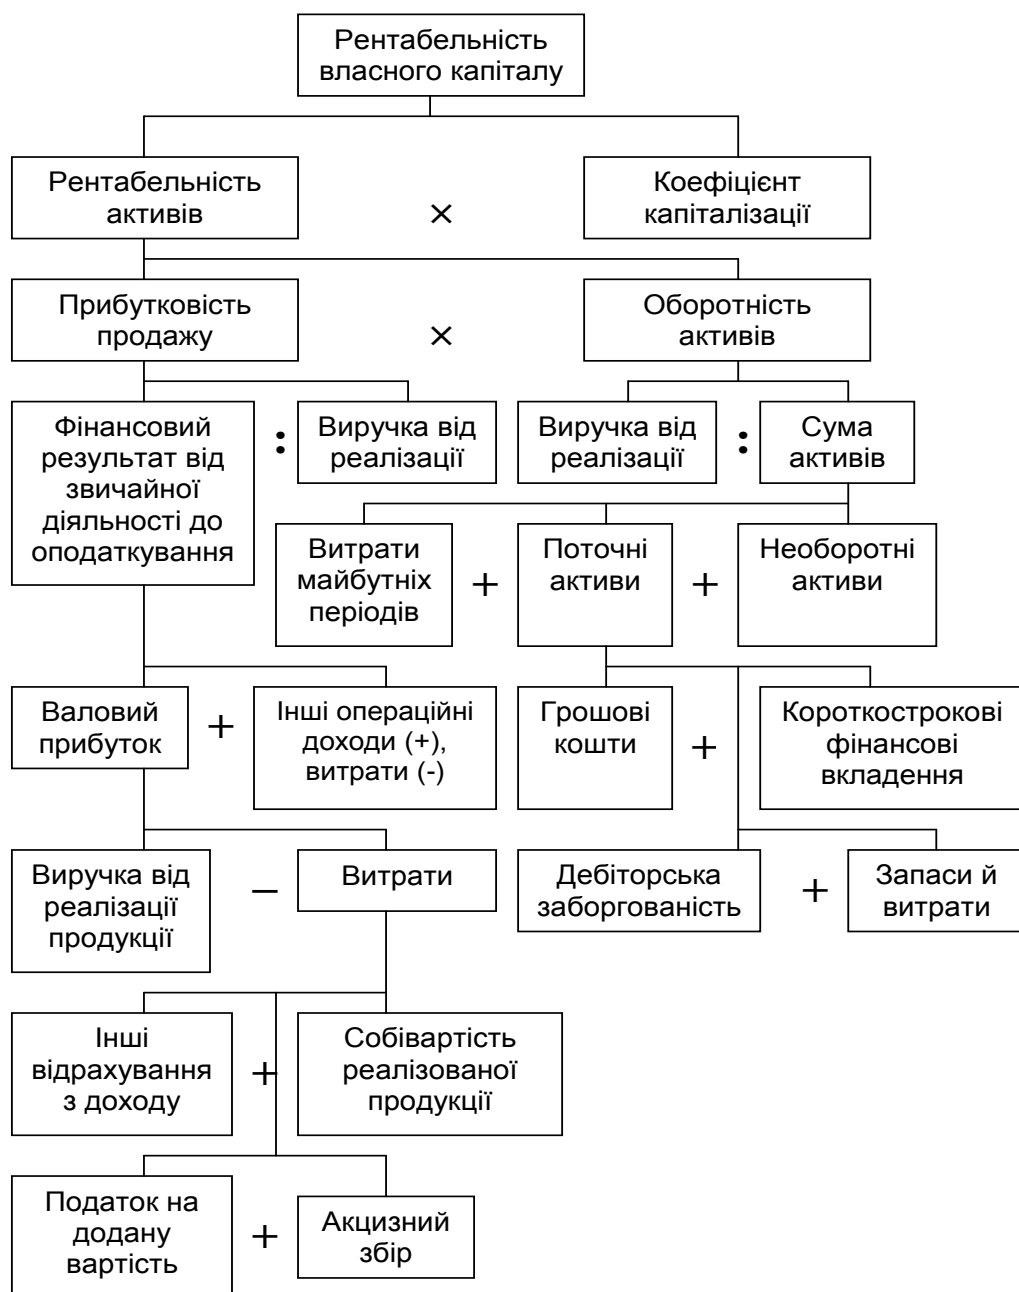 Рентабельність
власного капіталу
Рентабельність
активів
×
Коефіцієнт
капіталізації
Прибутковість
продажу
×
Оборотність
активів
Фінансовий
результат від
звичайної
діяльності до
оподаткування
:
Виручка від
реалізації
Виручка від
реалізації
:
Сума
активів
Витрати
майбутніх
періодів
+
Поточні
активи
+
Необоротні
активи
Валовий
прибуток
+
Інші операційні
доходи (+),
витрати (-)
Грошові
кошти
+
Короткострокові
фінансові
вкладення
Виручка від
реалізації
продукції
−
Витрати
Дебіторська
заборгованість
+
Запаси й
витрати
Інші
відрахування
з доходу
+
Собівартість
реалізованої
продукції
Податок на
додану
вартість
+
Акцизний
збір